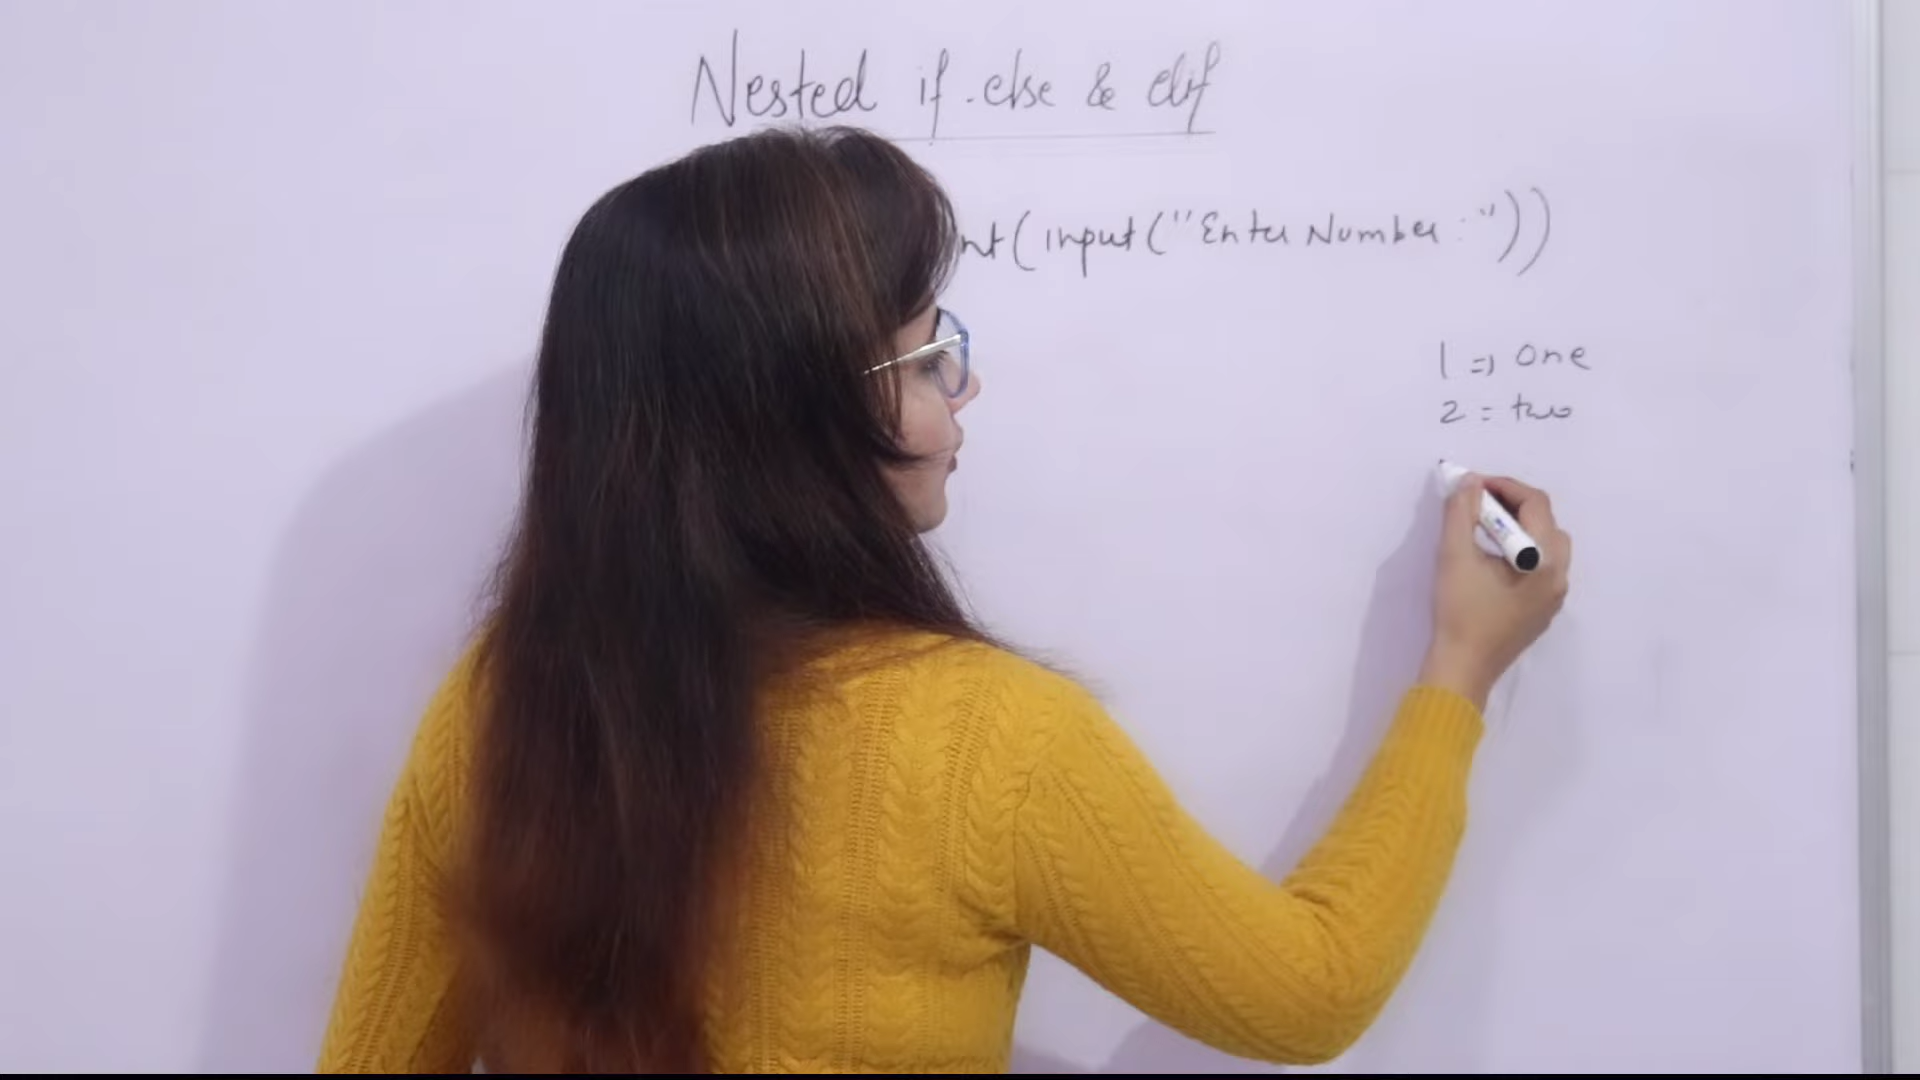 Nested if-else & elif
nt(input("Enter Number:"))
1 => One
2 = two